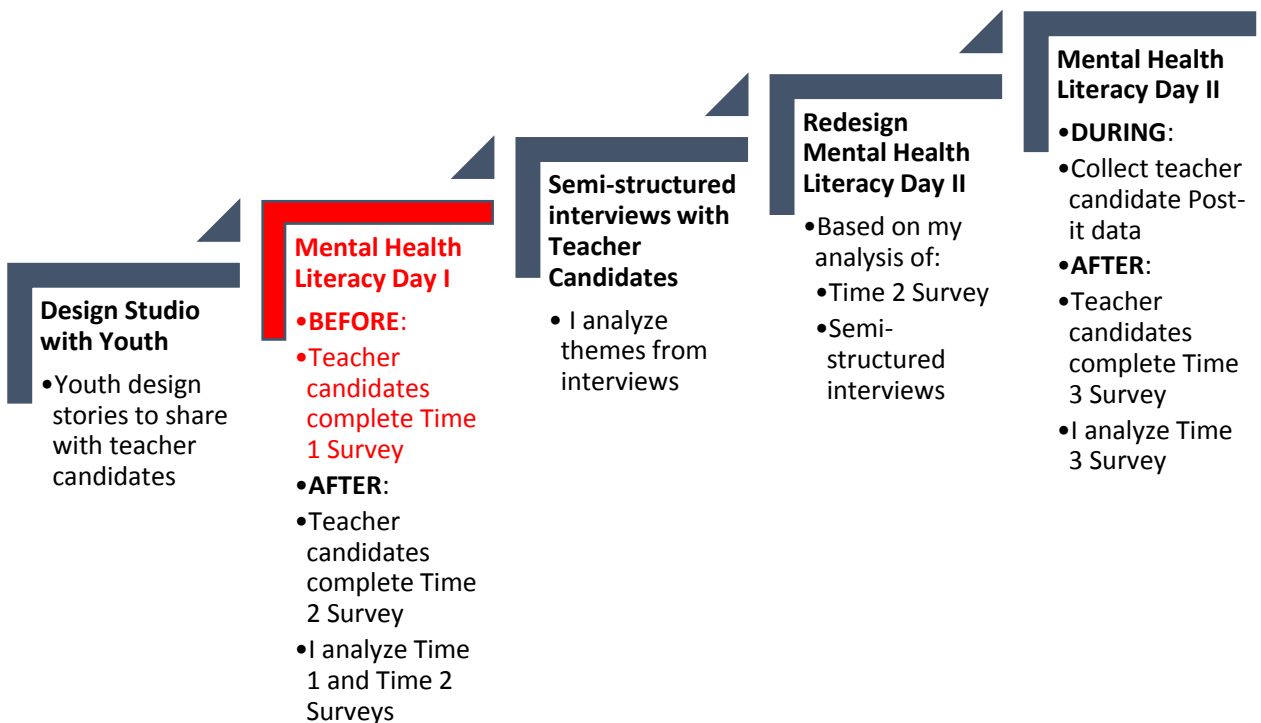 Design Studio
with Youth
•Youth design
stories to share
with teacher
candidates
Mental Health
Literacy Day I
•BEFORE:
•Teacher
candidates
complete Time
1 Survey
•AFTER:
•Teacher
candidates
complete Time
2 Survey
•I analyze Time
1 and Time 2
Surveys
Semi-structured
interviews with
Teacher
Candidates
• I analyze
themes from
interviews
Redesign
Mental Health
Literacy Day II
•Based on my
analysis of:
•Time 2 Survey
•Semi-
structured
interviews
Mental Health
Literacy Day II
•DURING:
•Collect teacher
candidate Post-
it data
•AFTER:
•Teacher
candidates
complete Time
3 Survey
•I analyze Time
3 Survey